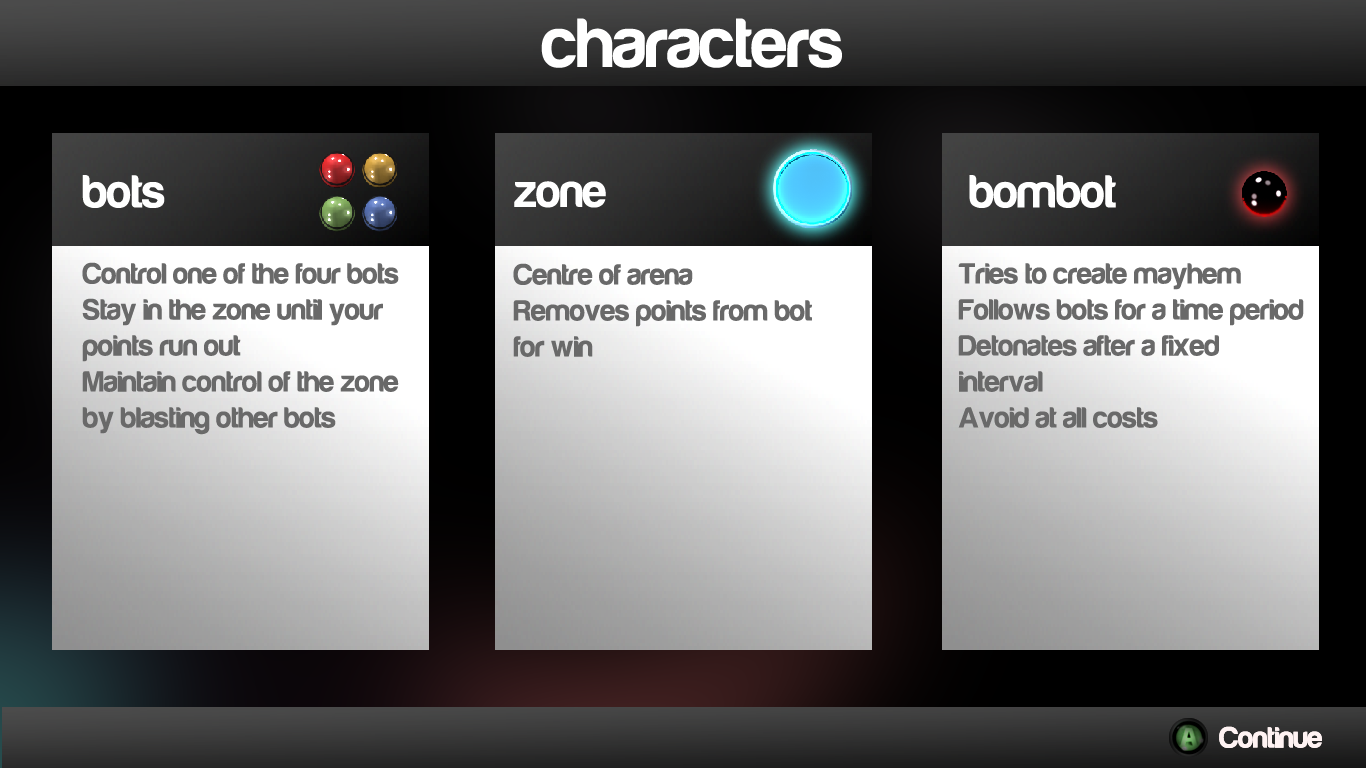 characters
bots
Control one of the four bots
Stay in the zone until your
points run out
Maintain control of the zone
by blasting other bots
zone
Centre of arena
Removes points from bot
for win
bombot
Tries to create mayhem
Follows bots for a time period
Detonates after a fixed
interval
Avoid at all costs
A Continue